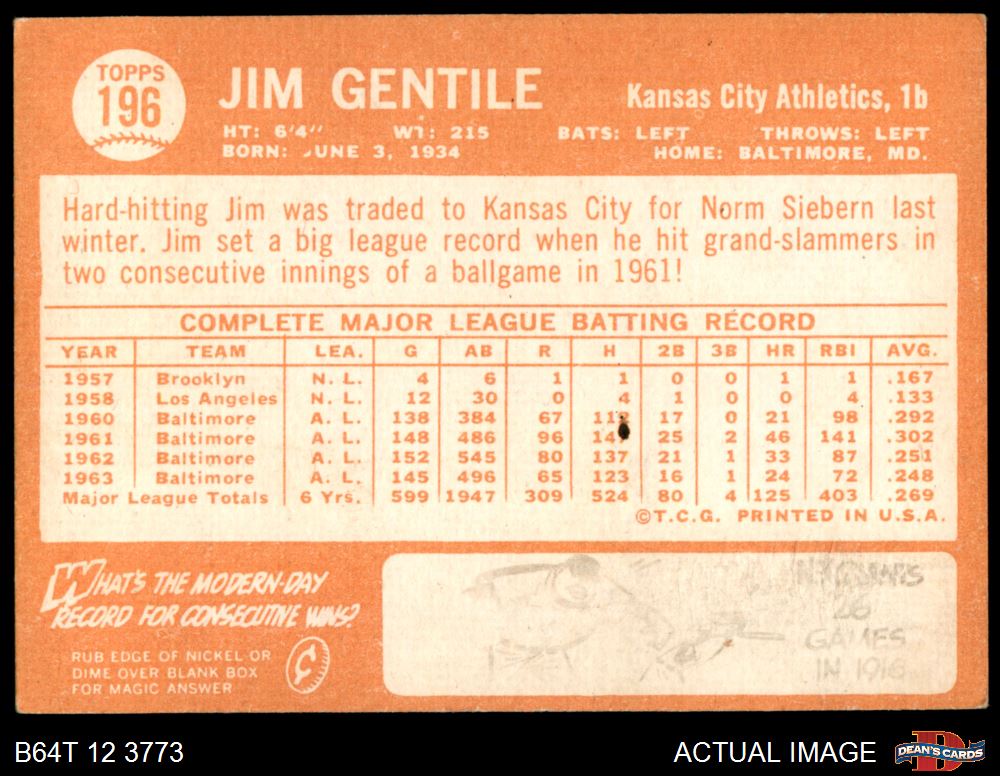 TOPPS
196
JIM GENTILE
Kansas City Athletics, 1b
HT: 6'4" WT: 215 BATS: LEFT THROWS: LEFT
BORN: JUNE 3, 1934 HOME: BALTIMORE, MD.
Hard-hitting Jim was traded to Kansas City for Norm Siebern last
winter. Jim set a big league record when he hit grand-slammers in
two consecutive innings of a ballgame in 1961!
COMPLETE MAJOR LEAGUE BATTING RECORD
YEAR TEAM LEA. G AB R H 2B 3B HR RBI AVG.
1957 Brooklyn N. L. 4 6 1 1 0 0 1 1 .167
1958 Los Angeles N. L. 12 30 0 4 1 0 0 4 .133
1960 Baltimore A. L. 138 384 67 112 17 0 21 98 .292
1961 Baltimore A. L. 148 486 96 147 25 2 46 141 .302
1962 Baltimore A. L. 152 545 80 137 21 1 33 87 .251
1963 Baltimore A. L. 145 496 65 123 16 1 24 72 .248
Major League Totals 6 Yrs. 599 1947 309 524 80 4 125 403 .269
©T.C.G. PRINTED IN U.S.A.
WHAT'S THE MODERN-DAY
RECORD FOR CONSECUTIVE WINS?
RUB EDGE OF NICKEL OR
DIME OVER BLANK BOX
FOR MAGIC ANSWER
¢
N.Y. GIANTS
26
GAMES
IN 1916
B64T 12 3773
ACTUAL IMAGE
DEAN'S CARDS